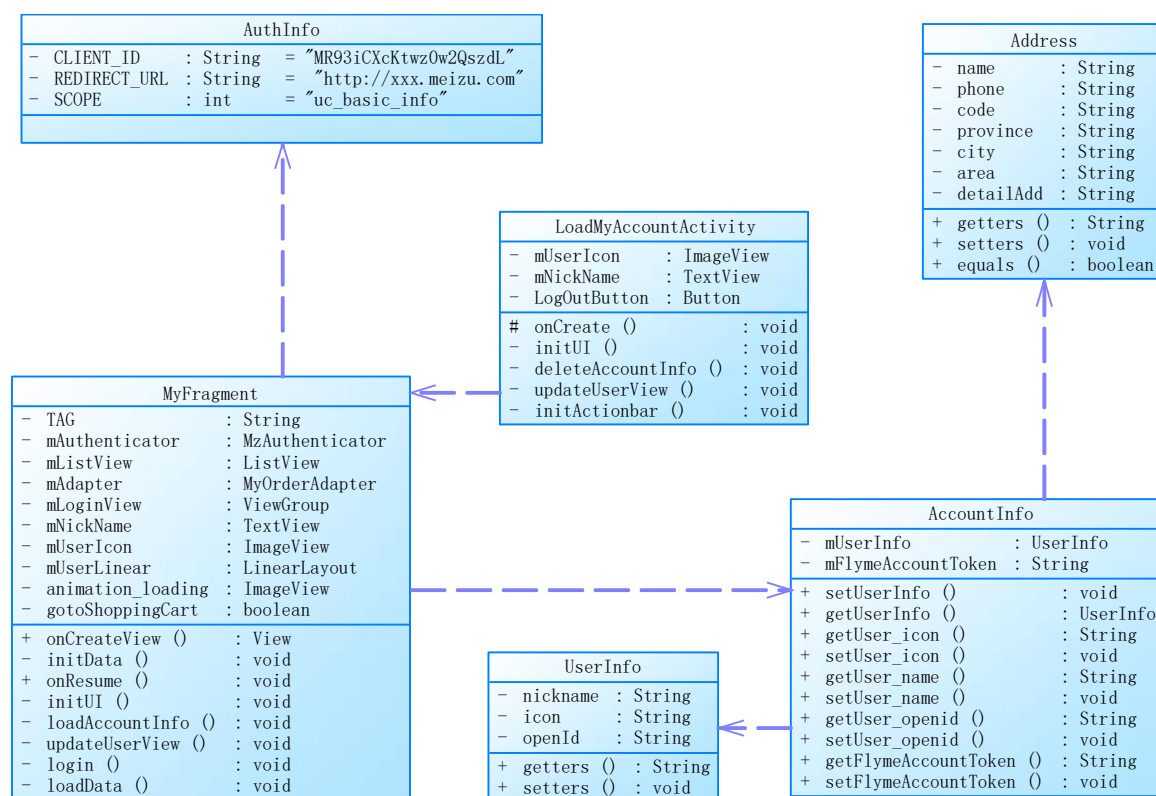 AuthInfo
- CLIENT_ID : String = "MR93iCXcKtwz0w2QszdL"
- REDIRECT_URL : String = "http://xxx.meizu.com"
- SCOPE : int = "uc_basic_info"
Address
- name : String
- phone : String
- code : String
- province : String
- city : String
- area : String
- detailAdd : String
+ getters () : String
+ setters () : void
+ equals () : boolean
LoadMyAccountActivity
- mUserIcon : ImageView
- mNickName : TextView
- LogOutButton : Button
# onCreate () : void
- initUI () : void
- deleteAccountInfo () : void
- updateUserView () : void
- initActionbar () : void
MyFragment
- TAG : String
- mAuthenticator : MzAuthenticator
- mListView : ListView
- mAdapter : MyOrderAdapter
- mLoginView : ViewGroup
- mNickName : TextView
- mUserIcon : ImageView
- mUserLinear : LinearLayout
- animation_loading : ImageView
- gotoShoppingCart : boolean
+ onCreateView () : View
- initData () : void
+ onResume () : void
- initUI () : void
- loadAccountInfo () : void
- updateUserView () : void
- login () : void
- loadData () : void
AccountInfo
- mUserInfo : UserInfo
- mFlymeAccountToken : String
+ setUserInfo () : void
+ getUserInfo () : UserInfo
+ getUser_icon () : String
+ setUser_icon () : void
+ getUser_name () : String
+ setUser_name () : void
+ getUser_openid () : String
+ setUser_openid () : void
+ getFlymeAccountToken () : String
+ setFlymeAccountToken () : void
UserInfo
- nickname : String
- icon : String
- openId : String
+ getters () : String
+ setters () : void